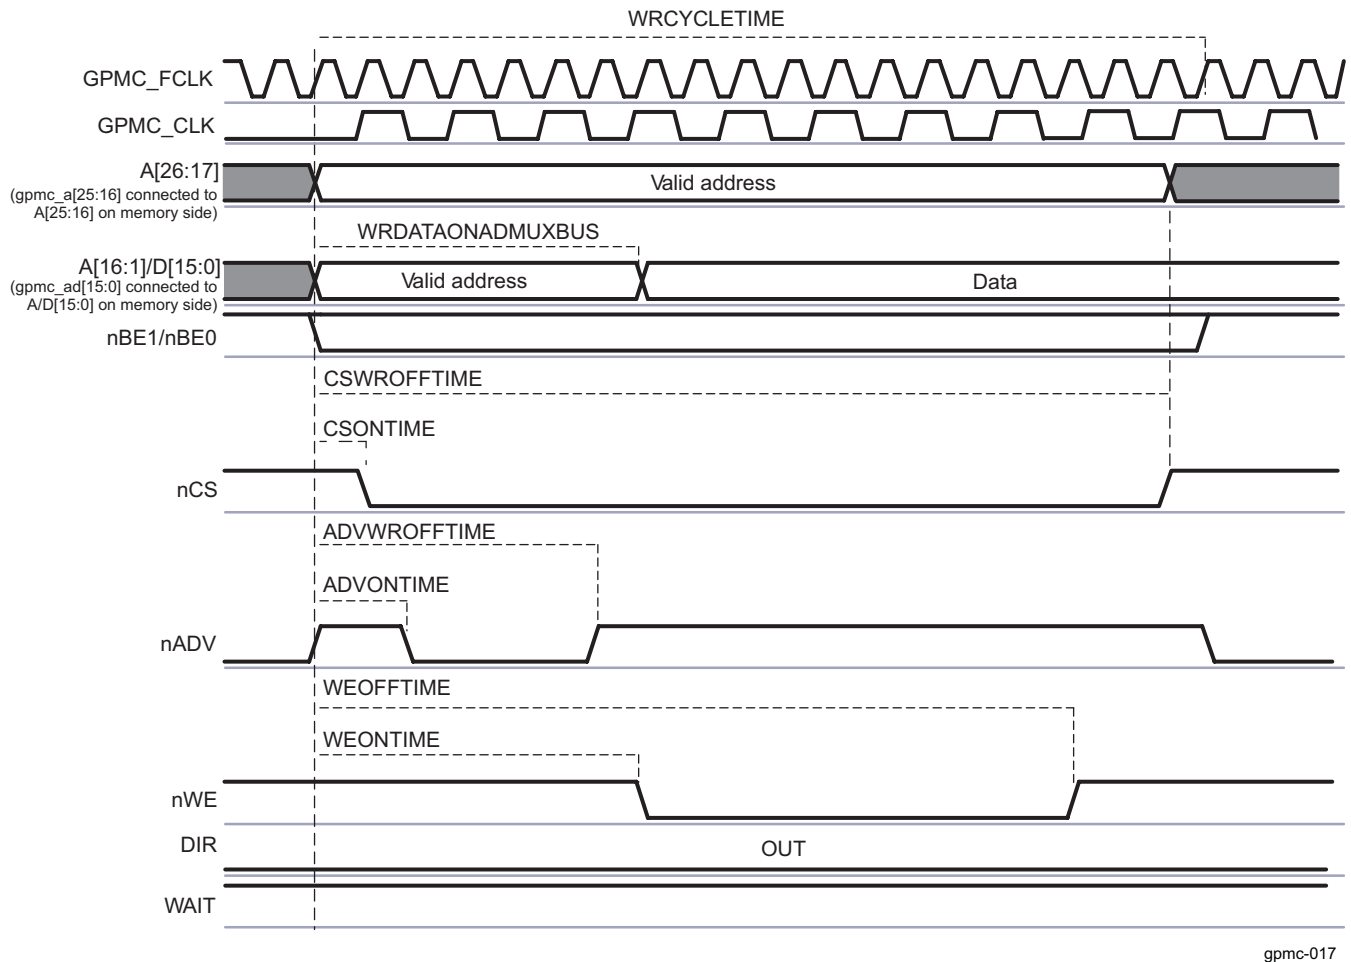 WRCYCLETIME
GPMC_FCLK
GPMC_CLK
A[26:17]
(gpmc_a[25:16] connected to
A[25:16] on memory side)
Valid address
WRDATAONADMUXBUS
A[16:1]/D[15:0]
(gpmc_ad[15:0] connected to
A/D[15:0] on memory side)
Valid address
Data
nBE1/nBE0
CSWROFFTIME
CSONTIME
nCS
ADVWROFFTIME
ADVONTIME
nADV
WEOFFTIME
WEONTIME
nWE
DIR
OUT
WAIT
gpmc-017